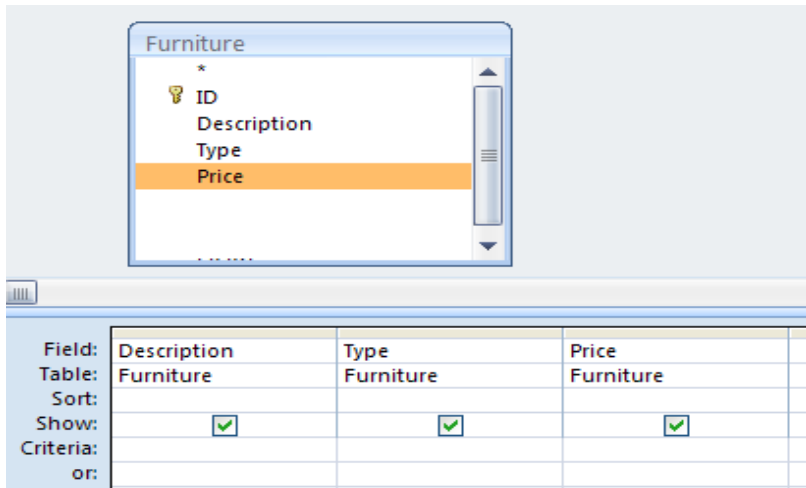 Furniture
*
ID
Description
Type
Price
Field: Description Type Price
Table: Furniture Furniture Furniture
Sort:
Show:
Criteria:
or: